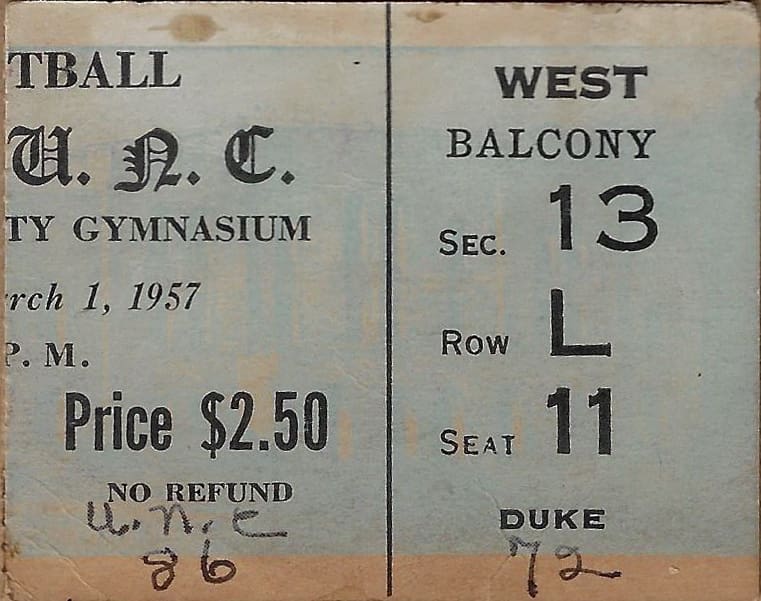 TBALL
U. N. C.
TY GYMNASIUM
rch 1, 1957
P. M.
Price $2.50
NO REFUND
U. N. C
86
WEST
BALCONY
SEC. 13
ROW L
SEAT 11
DUKE
72